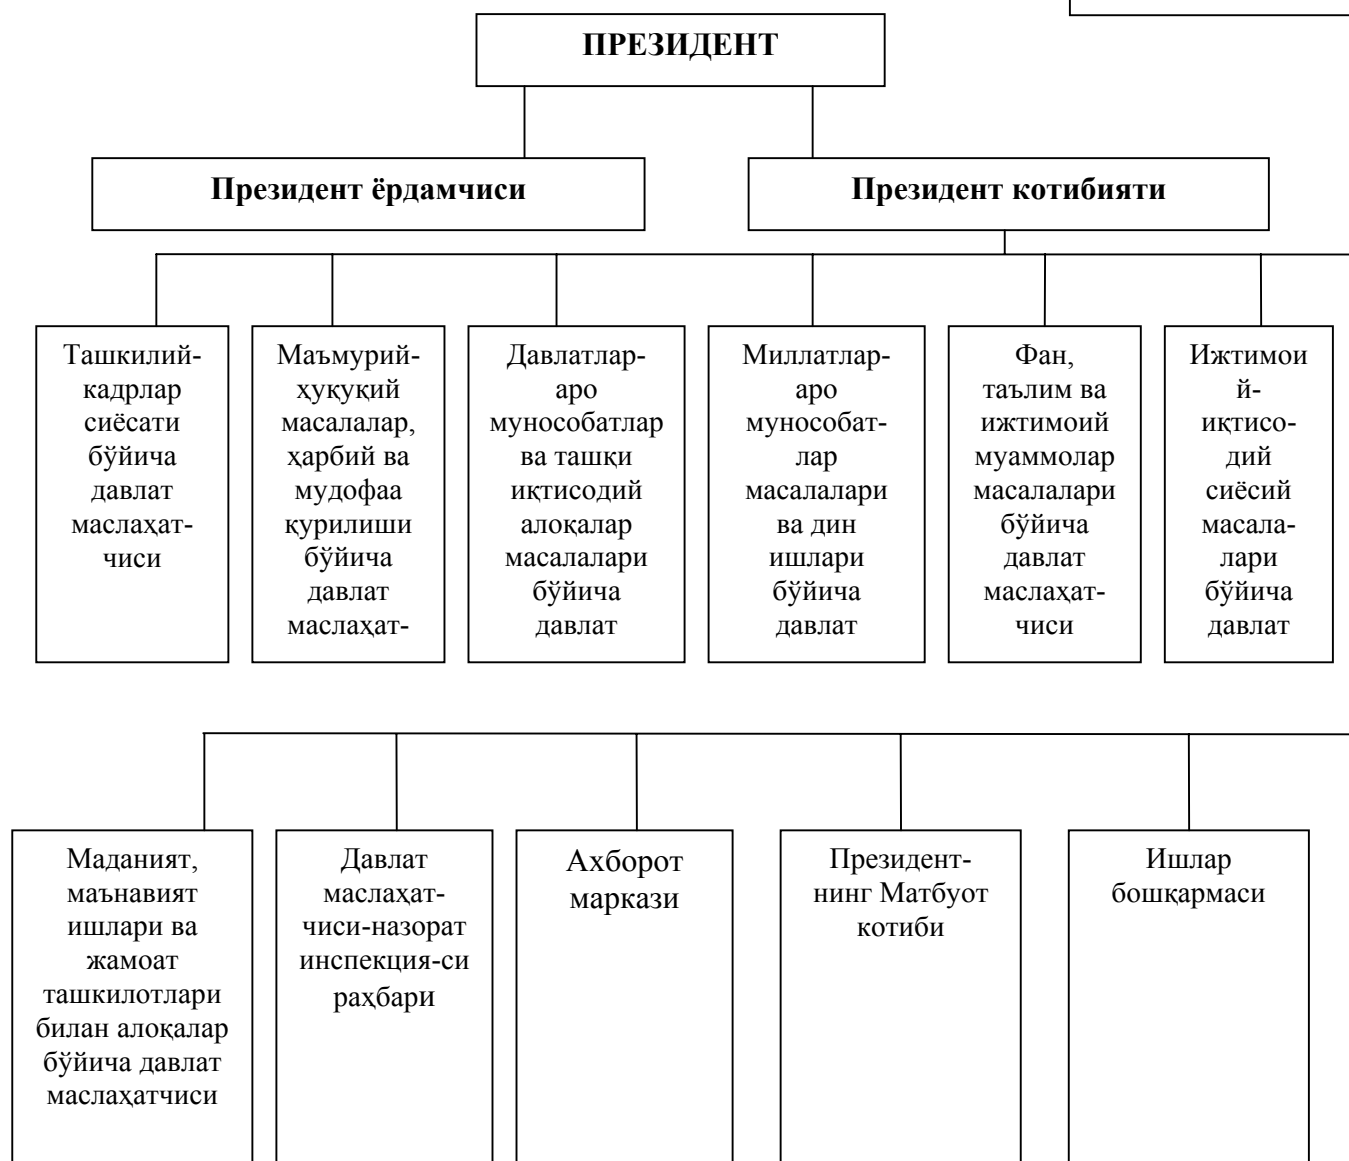 ПРЕЗИДЕНТ
Президент ёрдамчиси
Президент котибияти
Ташкилий-
кадрлар
сиёсати
бўйича
давлат
маслаҳат-
чиси
Маъмурий-
ҳуқуқий
масалалар,
ҳарбий ва
мудофаа
қурилиши
бўйича
давлат
маслаҳат-
Давлатлар-
аро
мунособатлар
ва ташқи
иқтисодий
алоқалар
масалалари
бўйича
давлат
Миллатлар-
аро
мунособат-
лар
масалалари
ва дин
ишлари
бўйича
давлат
Фан,
таълим ва
ижтимоий
муаммолар
масалалари
бўйича
давлат
маслаҳат-
чиси
Ижтимои
й-
иқтисо-
дий
сиёсий
масала-
лари
бўйича
давлат
Маданият,
маънавият
ишлари ва
жамоат
ташкилотлари
билан алоқалар
бўйича давлат
маслаҳатчиси
Давлат
маслаҳат-
чиси-назорат
инспекция-си
раҳбари
Ахборот
маркази
Президент-
нинг Матбуот
котиби
Ишлар
бошқармаси